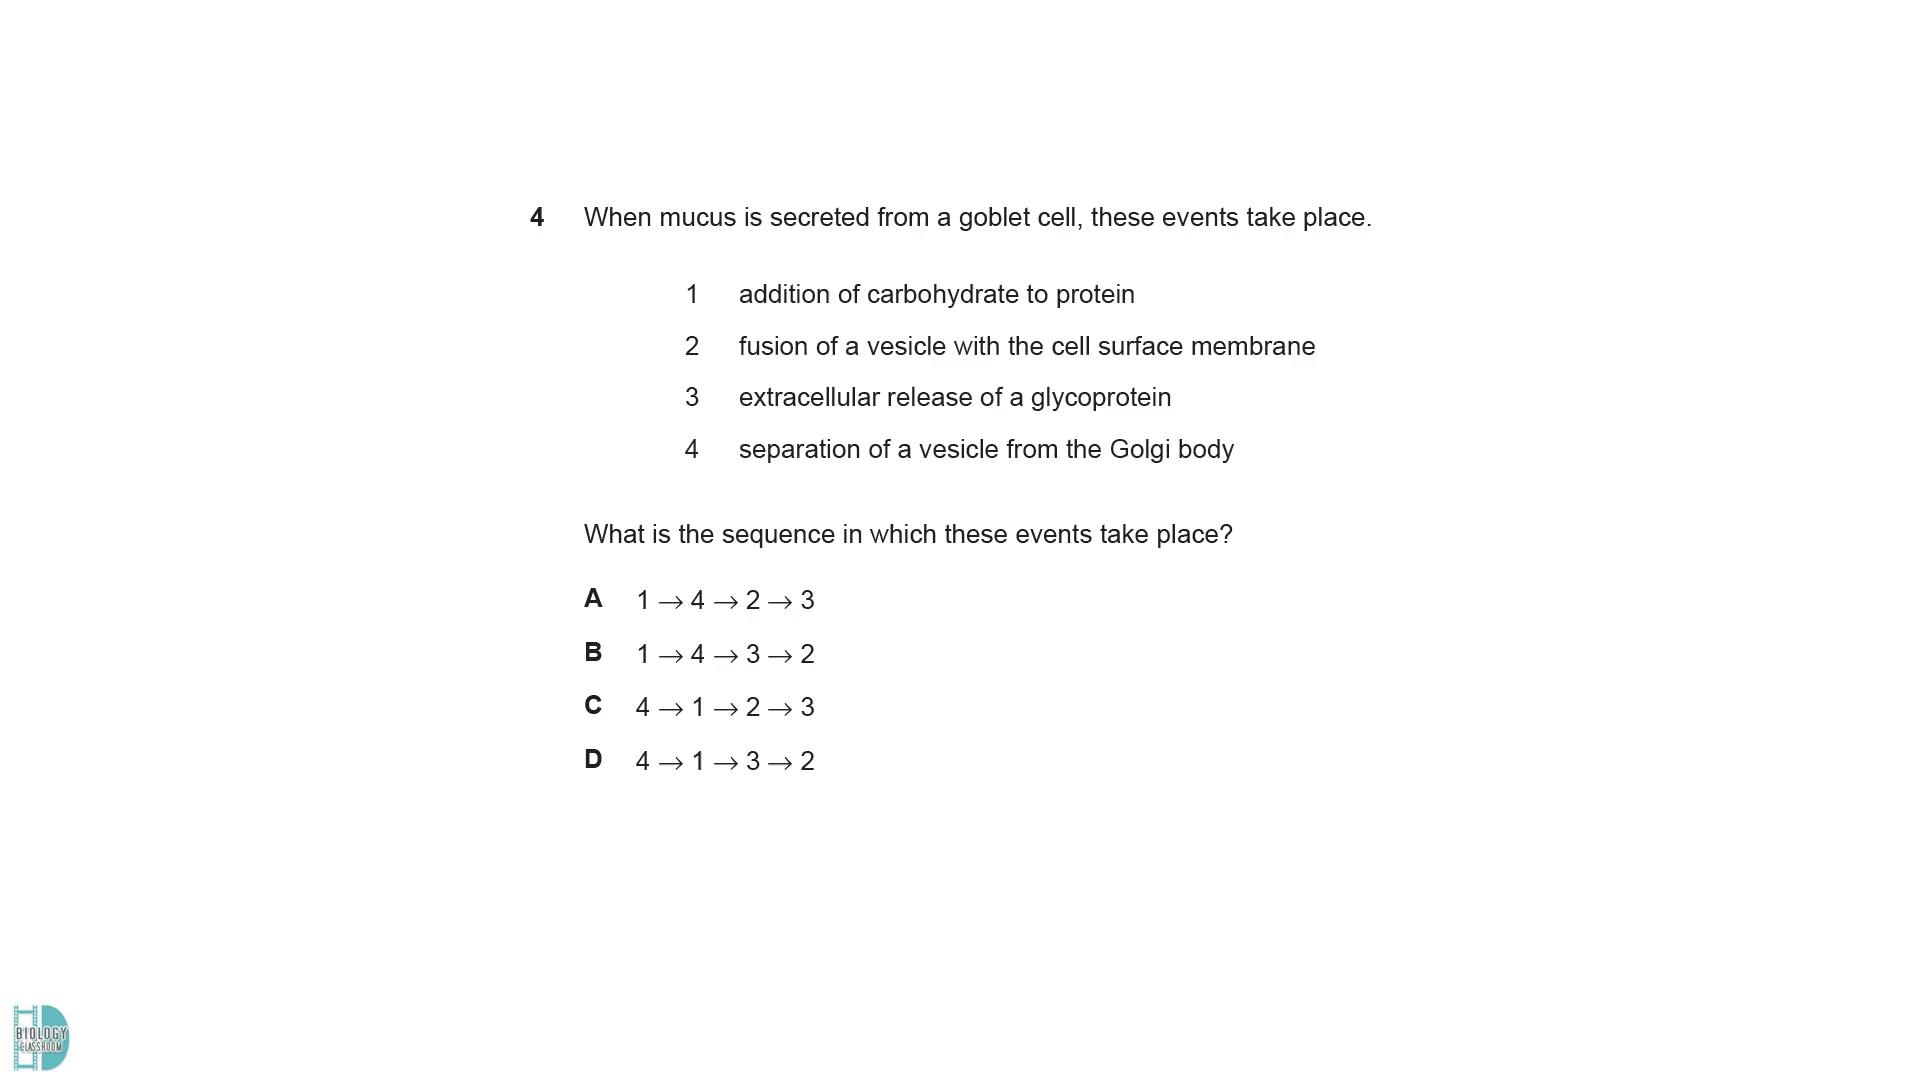 4 When mucus is secreted from a goblet cell, these events take place.
1 addition of carbohydrate to protein
2 fusion of a vesicle with the cell surface membrane
3 extracellular release of a glycoprotein
4 separation of a vesicle from the Golgi body
What is the sequence in which these events take place?
A 1 → 4 → 2 → 3
B 1 → 4 → 3 → 2
C 4 → 1 → 2 → 3
D 4 → 1 → 3 → 2
BIOLOGY
CLASSROOM